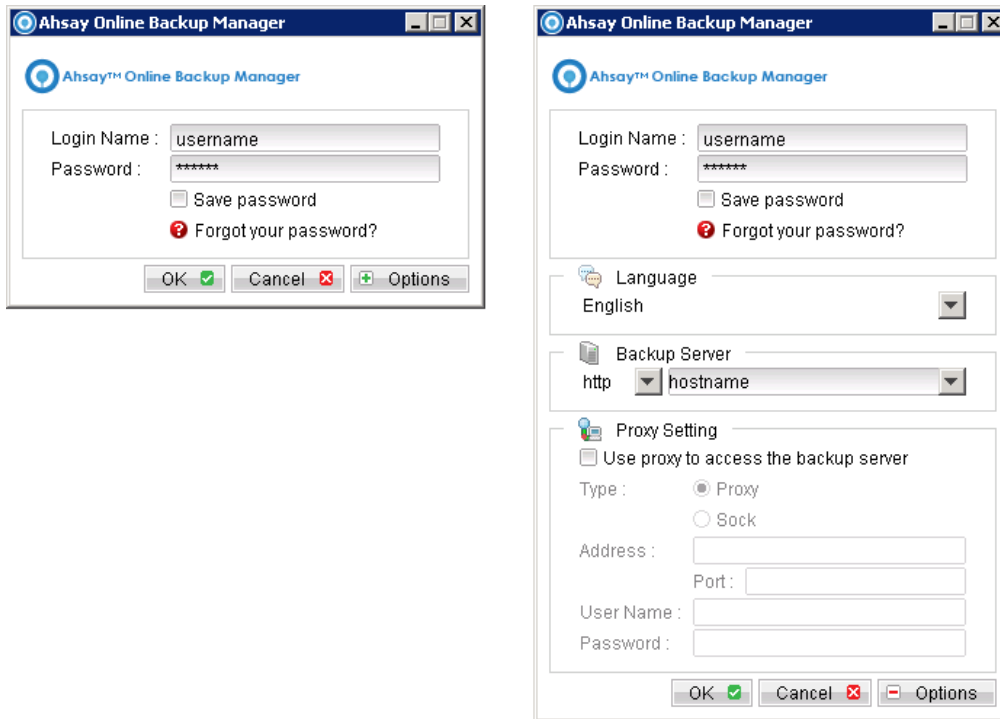 Ahsay Online Backup Manager
Ahsay™ Online Backup Manager
Login Name : username
Password : ******
Save password
Forgot your password?
OK Cancel Options
Ahsay Online Backup Manager
Ahsay™ Online Backup Manager
Login Name : username
Password : ******
Save password
Forgot your password?
Language
English
Backup Server
http hostname
Proxy Setting
Use proxy to access the backup server
Type : Proxy
Sock
Address :
Port :
User Name :
Password :
OK Cancel Options